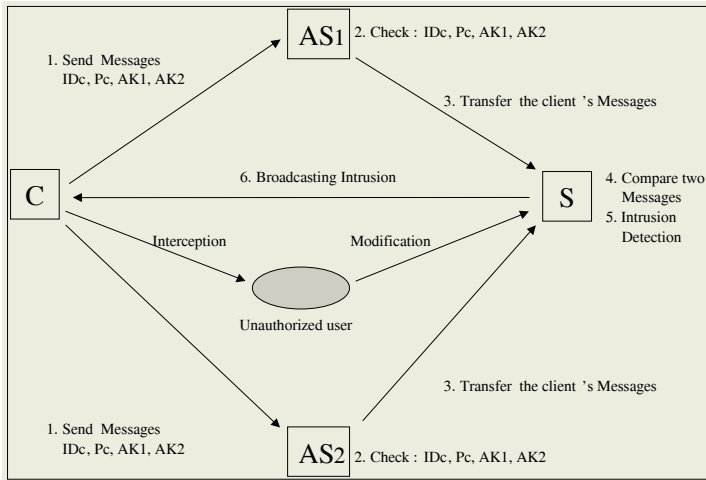 AS1
2. Check : IDc, Pc, AK1, AK2
1. Send Messages
IDc, Pc, AK1, AK2
3. Transfer the client 's Messages
6. Broadcasting Intrusion
C
S
4. Compare two
Messages
5. Intrusion
Detection
Interception
Modification
Unauthorized user
3. Transfer the client 's Messages
1. Send Messages
IDc, Pc, AK1, AK2
AS2
2. Check : IDc, Pc, AK1, AK2